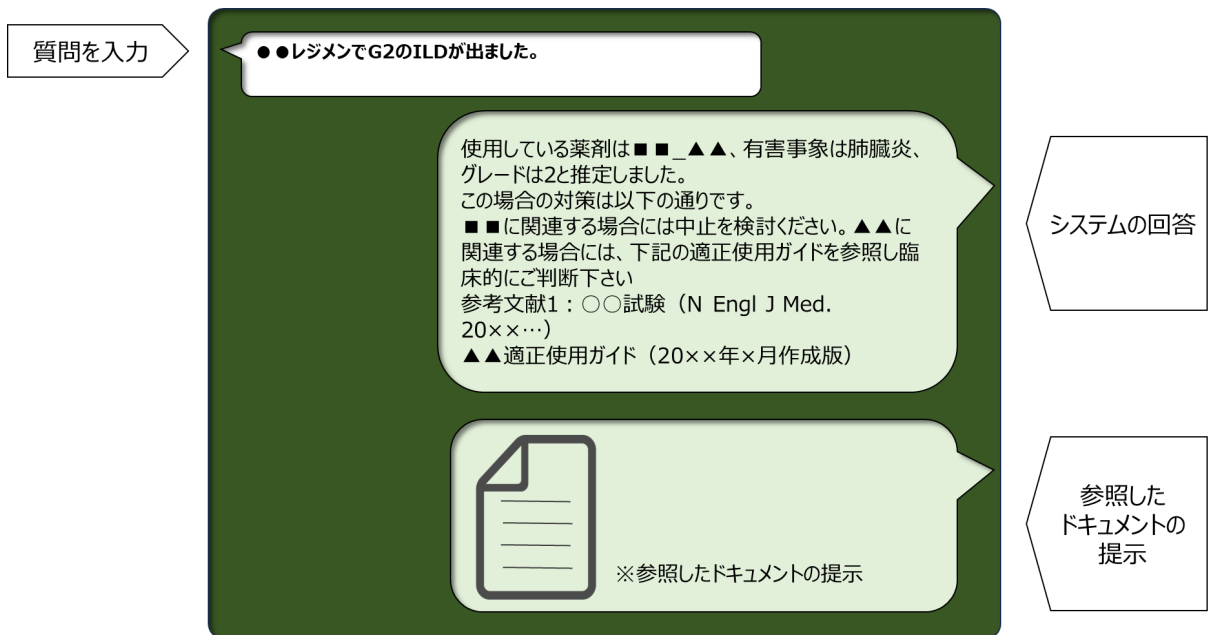 質問を入力
●●レジメンでG2のILDが出ました。
使用している薬剤は■■_▲▲、有害事象は肺臓炎、
グレードは2と推定しました。
この場合の対策は以下の通りです。
■■に関連する場合には中止を検討ください。▲▲に
関連する場合には、下記の適正使用ガイドを参照し臨
床的にご判断下さい
参考文献1：○○試験（N Engl J Med.
20××…）
▲▲適正使用ガイド（20××年×月作成版）
システムの回答
※参照したドキュメントの提示
参照した
ドキュメントの
提示